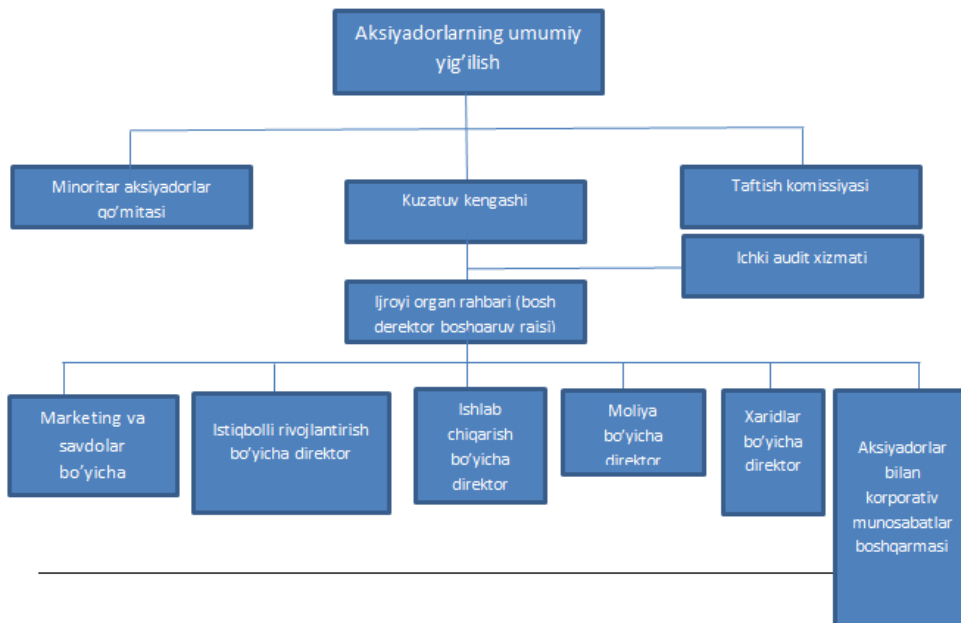 Aksiyadorlarning umumiy
yig’ilish
Minoritar aksiyadorlar
qo’mitasi
Kuzatuv kengashi
Taftish komissiyasi
Ichki audit xizmati
Ijroyi organ rahbari (bosh
derektor boshqaruv raisi)
Marketing va
savdolar
bo’yicha
Istiqbolli rivojlantirish
bo’yicha direktor
Ishlab
chiqarish
bo’yicha
direktor
Moliya
bo’yicha
direktor
Xaridlar
bo’yicha
direktor
Aksiyadorlar
bilan
korporativ
munosabatlar
boshqarmasi